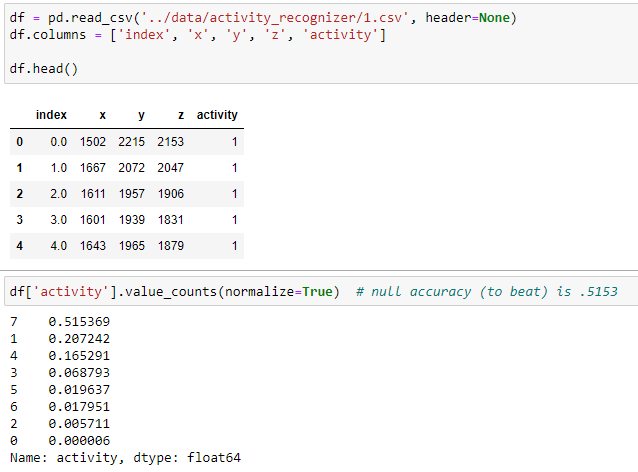 df = pd.read_csv('../data/activity_recognizer/1.csv', header=None)
df.columns = ['index', 'x', 'y', 'z', 'activity']
df.head()
index x y z activity
0 0.0 1502 2215 2153 1
1 1.0 1667 2072 2047 1
2 2.0 1611 1957 1906 1
3 3.0 1601 1939 1831 1
4 4.0 1643 1965 1879 1
df['activity'].value_counts(normalize=True)  # null accuracy (to beat) is .5153
7    0.515369
1    0.207242
4    0.165291
3    0.068793
5    0.019637
6    0.017951
2    0.005711
0    0.000006
Name: activity, dtype: float64